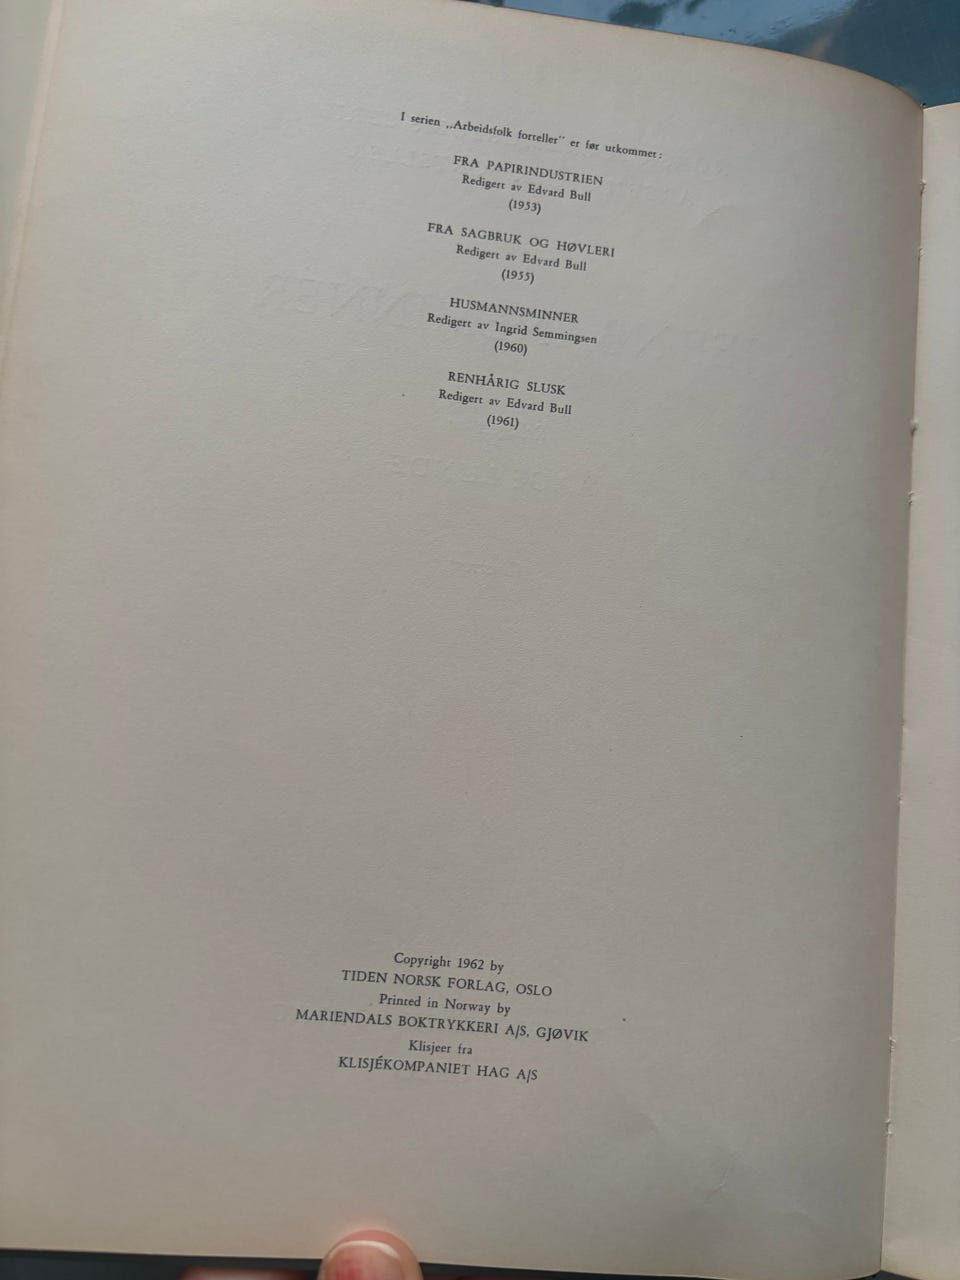 I serien „Arbeidsfolk forteller" er før utkommet:
FRA PAPIRINDUSTRIEN
Redigert av Edvard Bull
(1953)
FRA SAGBRUK OG HØVLERI
Redigert av Edvard Bull
(1955)
HUSMANNSMINNER
Redigert av Ingrid Semmingsen
(1960)
RENHÅRIG SLUSK
Redigert av Edvard Bull
(1961)
Copyright 1962 by
TIDEN NORSK FORLAG, OSLO
Printed in Norway by
MARIENDALS BOKTRYKKERI A/S, GJØVIK
Klisjeer fra
KLISJÉKOMPANIET HAG A/S